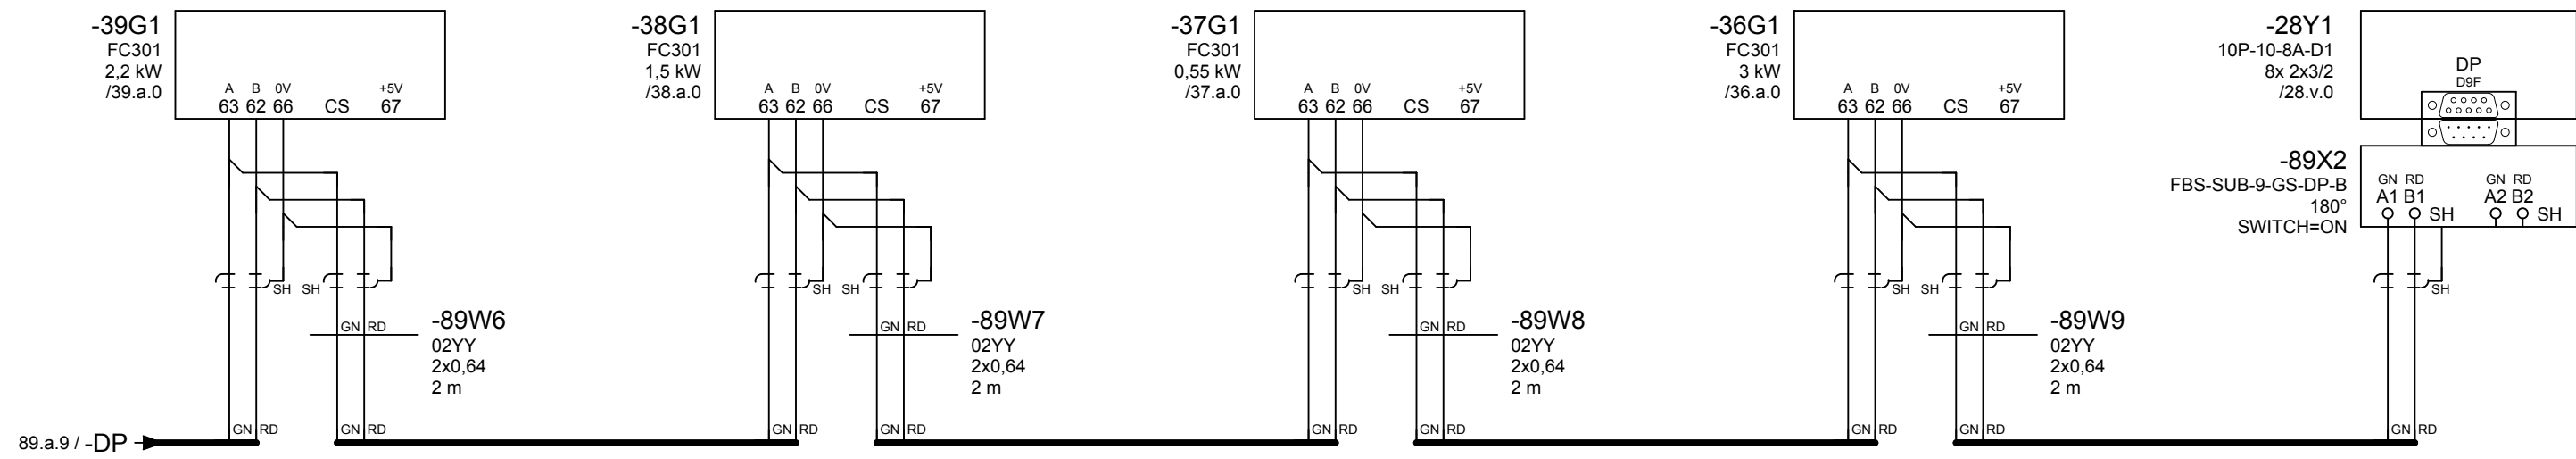 -39G1
FC301
2,2 kW
/39.a.0
A B 0V +5V
63 62 66 CS 67
-38G1
FC301
1,5 kW
/38.a.0
A B 0V +5V
63 62 66 CS 67
-37G1
FC301
0,55 kW
/37.a.0
A B 0V +5V
63 62 66 CS 67
-36G1
FC301
3 kW
/36.a.0
A B 0V +5V
63 62 66 CS 67
-28Y1
10P-10-8A-D1
8x 2x3/2
/28.v.0
DP
D9F
-89X2
FBS-SUB-9-GS-DP-B
180°
SWITCH=ON
GN RD GN RD
A1 B1 SH A2 B2 SH
SH SH
SH SH
SH SH
SH SH
SH
GN RD
-89W6
02YY
2x0,64
2 m
GN RD
-89W7
02YY
2x0,64
2 m
GN RD
-89W8
02YY
2x0,64
2 m
GN RD
-89W9
02YY
2x0,64
2 m
89.a.9 / -DP
GN RD
GN RD
GN RD
GN RD
GN RD
GN RD
GN RD
GN RD
GN RD